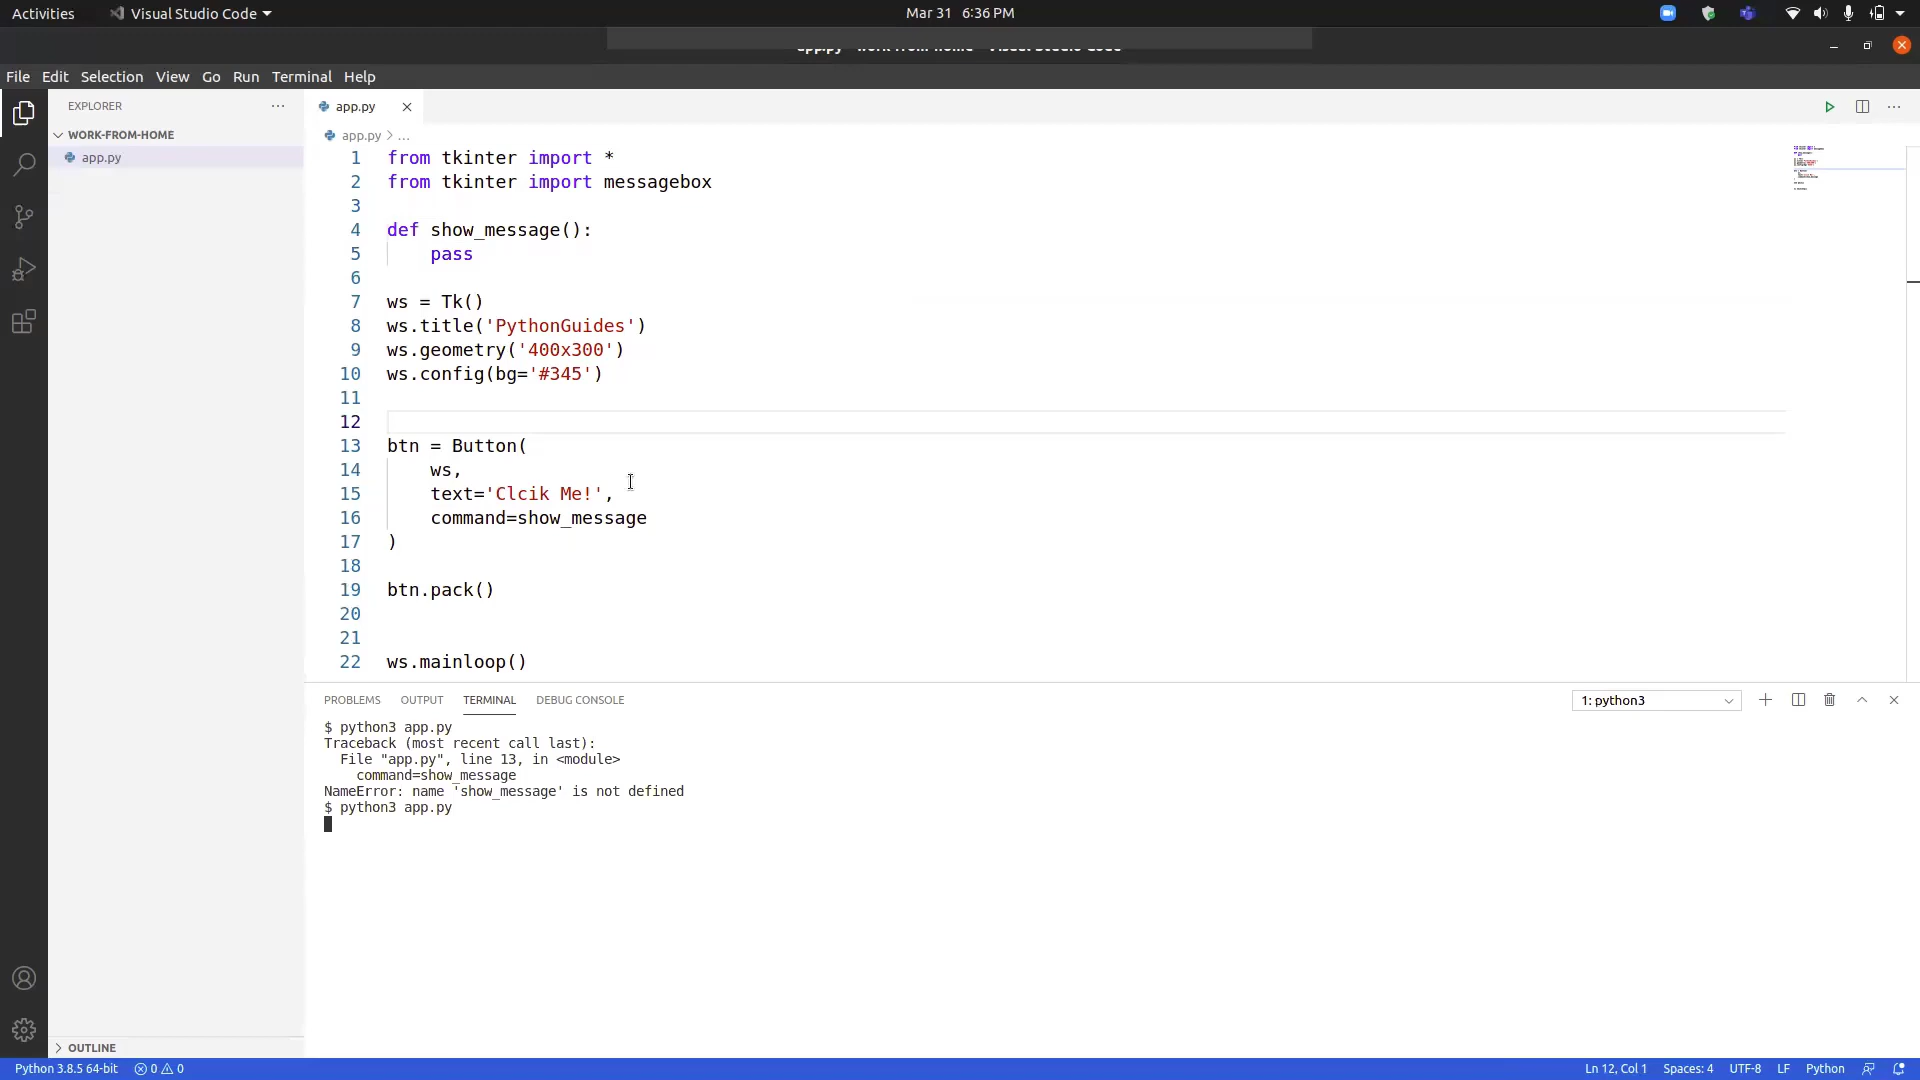 Activities
Visual Studio Code
Mar 31 6:36 PM
File Edit Selection View Go Run Terminal Help
EXPLORER
WORK-FROM-HOME
app.py
app.py
app.py > ...
1 from tkinter import *
2 from tkinter import messagebox
3
4 def show_message():
5 pass
6
7 ws = Tk()
8 ws.title('PythonGuides')
9 ws.geometry('400x300')
10 ws.config(bg='#345')
11
12
13 btn = Button(
14 ws,
15 text='Clcik Me!',
16 command=show_message
17 )
18
19 btn.pack()
20
21
22 ws.mainloop()
PROBLEMS OUTPUT TERMINAL DEBUG CONSOLE
1: python3
$ python3 app.py
Traceback (most recent call last):
File "app.py", line 13, in <module>
command=show_message
NameError: name 'show_message' is not defined
$ python3 app.py
OUTLINE
Python 3.8.5 64-bit 0 0
Ln 12, Col 1 Spaces: 4 UTF-8 LF Python